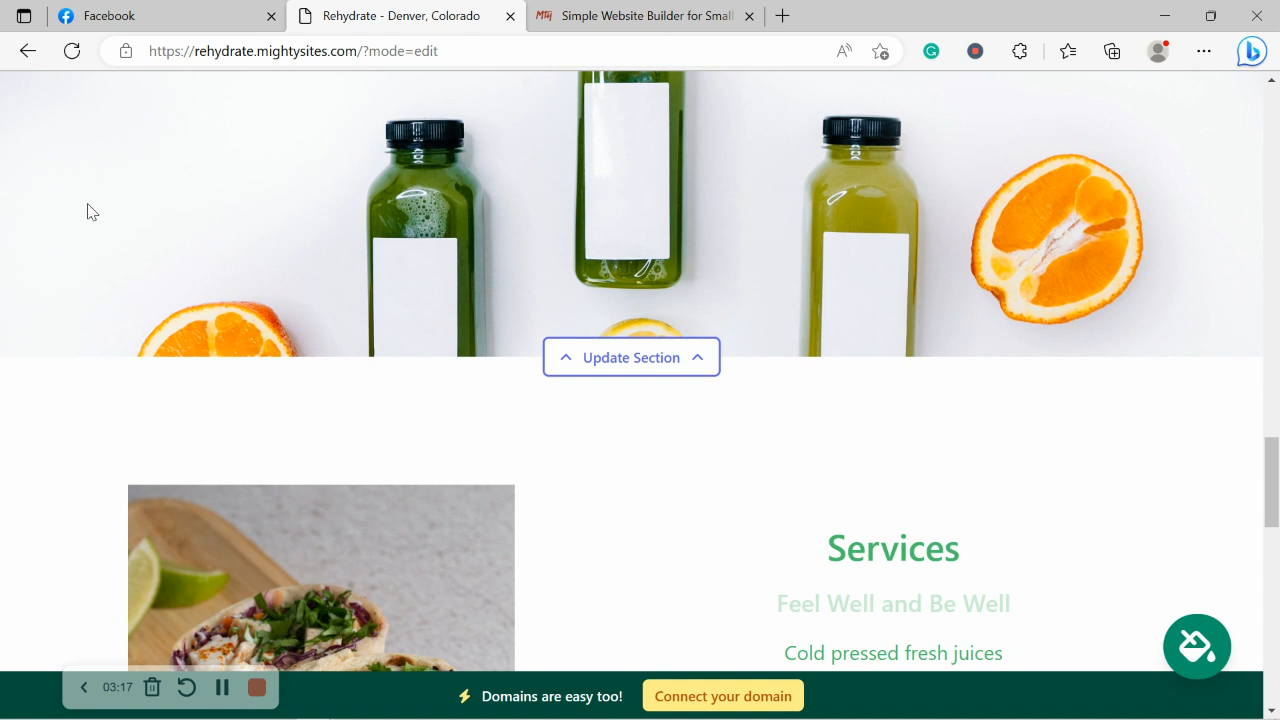 Facebook
Rehydrate - Denver, Colorado
Simple Website Builder for Small
https://rehydrate.mightysites.com/?mode=edit
Update Section
Services
Feel Well and Be Well
Cold pressed fresh juices
03:17
Domains are easy too!
Connect your domain